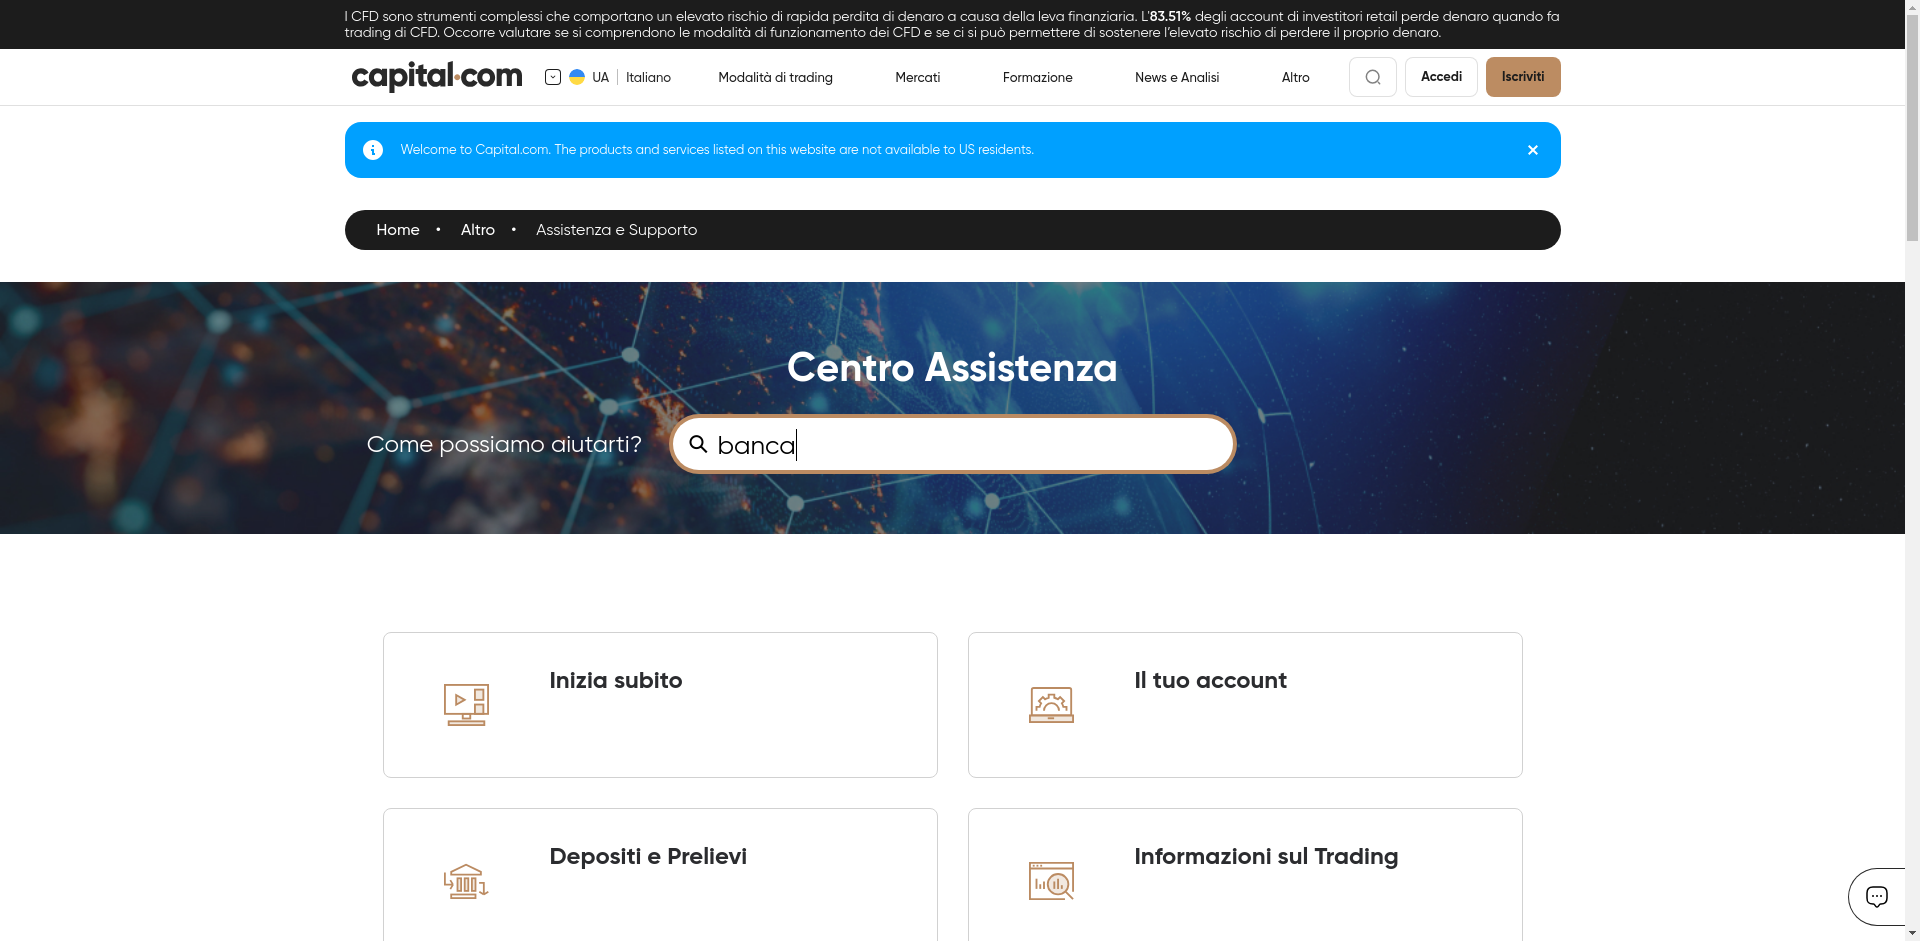 I CFD sono strumenti complessi che comportano un elevato rischio di rapida perdita di denaro a causa della leva finanziaria. L'83.51% degli account di investitori retail perde denaro quando fa
trading di CFD. Occorre valutare se si comprendono le modalità di funzionamento dei CFD e se ci si può permettere di sostenere l'elevato rischio di perdere il proprio denaro.
capital.com UA Italiano Modalità di trading Mercati Formazione News e Analisi Altro Accedi Iscriviti
Welcome to Capital.com. The products and services listed on this website are not available to US residents.
Home • Altro • Assistenza e Supporto
Centro Assistenza
Come possiamo aiutarti? banca
Inizia subito Il tuo account
Depositi e Prelievi Informazioni sul Trading